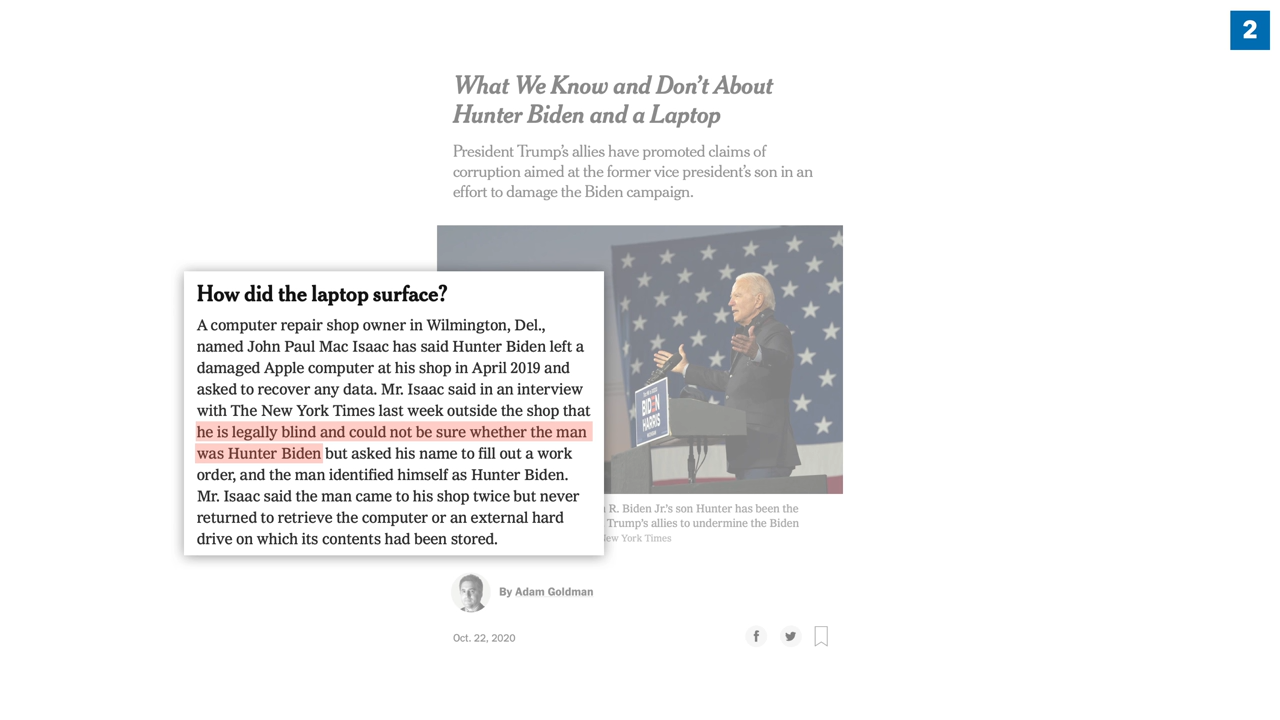 2
What We Know and Don't About
Hunter Biden and a Laptop
President Trump's allies have promoted claims of
corruption aimed at the former vice president's son in an
effort to damage the Biden campaign.
How did the laptop surface?
A computer repair shop owner in Wilmington, Del.,
named John Paul Mac Isaac has said Hunter Biden left a
damaged Apple computer at his shop in April 2019 and
asked to recover any data. Mr. Isaac said in an interview
with The New York Times last week outside the shop that
he is legally blind and could not be sure whether the man
was Hunter Biden but asked his name to fill out a work
order, and the man identified himself as Hunter Biden.
Mr. Isaac said the man came to his shop twice but never
returned to retrieve the computer or an external hard
drive on which its contents had been stored.
BIDEN
HARRIS
R. Biden Jr.'s son Hunter has been the
Trump's allies to undermine the Biden
New York Times
By Adam Goldman
Oct. 22, 2020